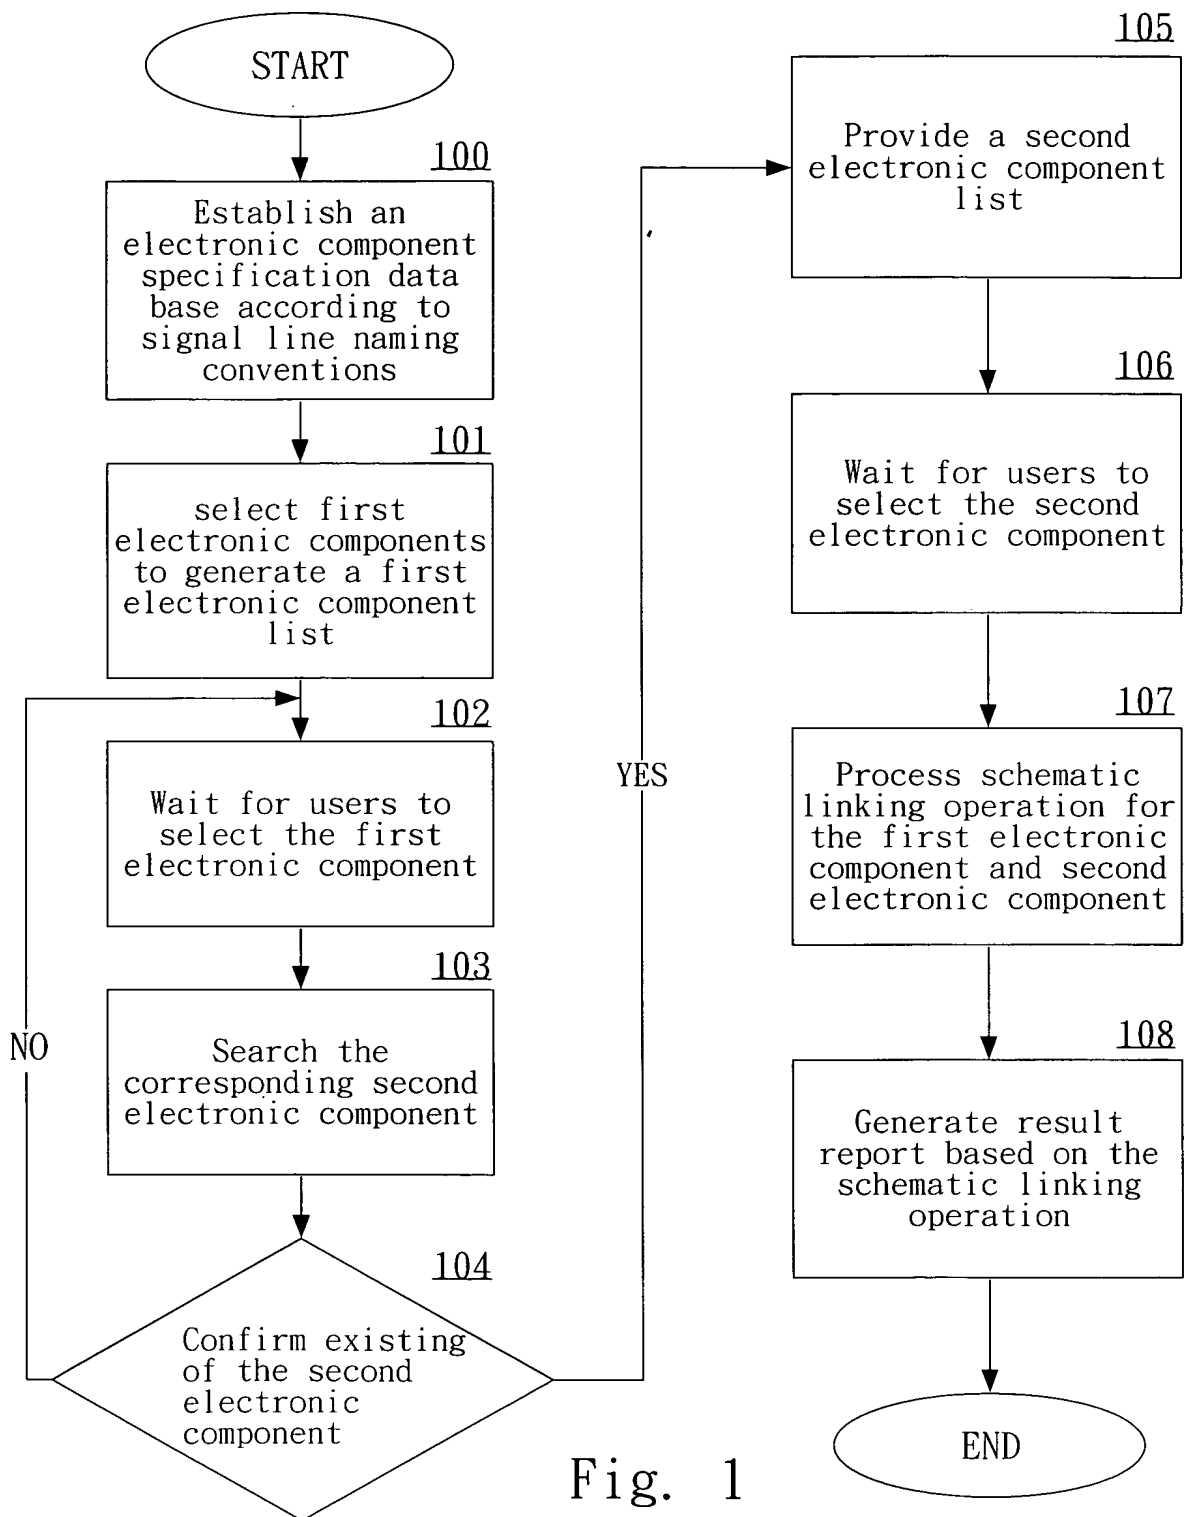 START
100
Establish an
electronic component
specification data
base according to
signal line naming
conventions
101
select first
electronic components
to generate a first
electronic component
list
102
Wait for users to
select the first
electronic component
103
Search the
corresponding second
electronic component
NO
104
Confirm existing
of the second
electronic
component
YES
105
Provide a second
electronic component
list
106
Wait for users to
select the second
electronic component
107
Process schematic
linking operation for
the first electronic
component and second
electronic component
108
Generate result
report based on the
schematic linking
operation
END
Fig. 1